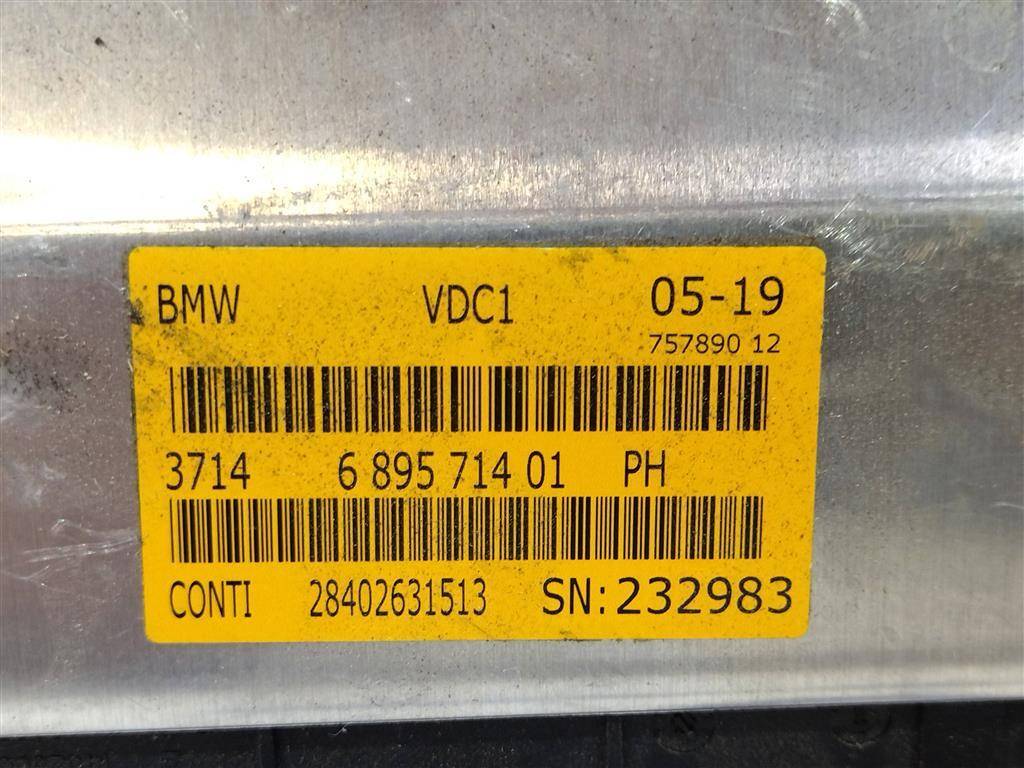 BMW VDC1 05-19
757890 12
3714 6 895 714 01 PH
CONTI 28402631513 SN:232983